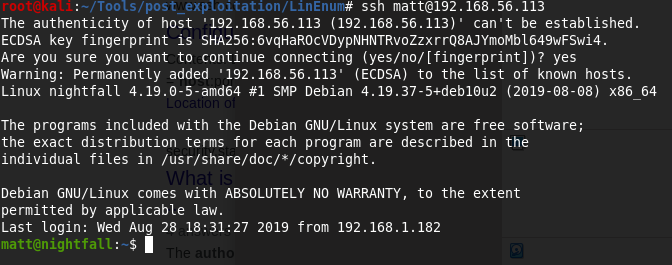 root@kali:~/Tools/post_exploitation/LinEnum# ssh matt@192.168.56.113
The authenticity of host '192.168.56.113 (192.168.56.113)' can't be established.
ECDSA key fingerprint is SHA256:6vqHaROcVDypNHNTRvoZzxrrQ8AJYmoMbl649wFSwi4.
Are you sure you want to continue connecting (yes/no/[fingerprint])? yes
Warning: Permanently added '192.168.56.113' (ECDSA) to the list of known hosts.
Linux nightfall 4.19.0-5-amd64 #1 SMP Debian 4.19.37-5+deb10u2 (2019-08-08) x86_64
Location of
The programs included with the Debian GNU/Linux system are free software;
the exact distribution terms for each program are described in the
individual files in /usr/share/doc/*/copyright.
What is
Debian GNU/Linux comes with ABSOLUTELY NO WARRANTY, to the extent
permitted by applicable law.
Last login: Wed Aug 28 18:31:27 2019 from 192.168.1.182
matt@nightfall:~$
The autho